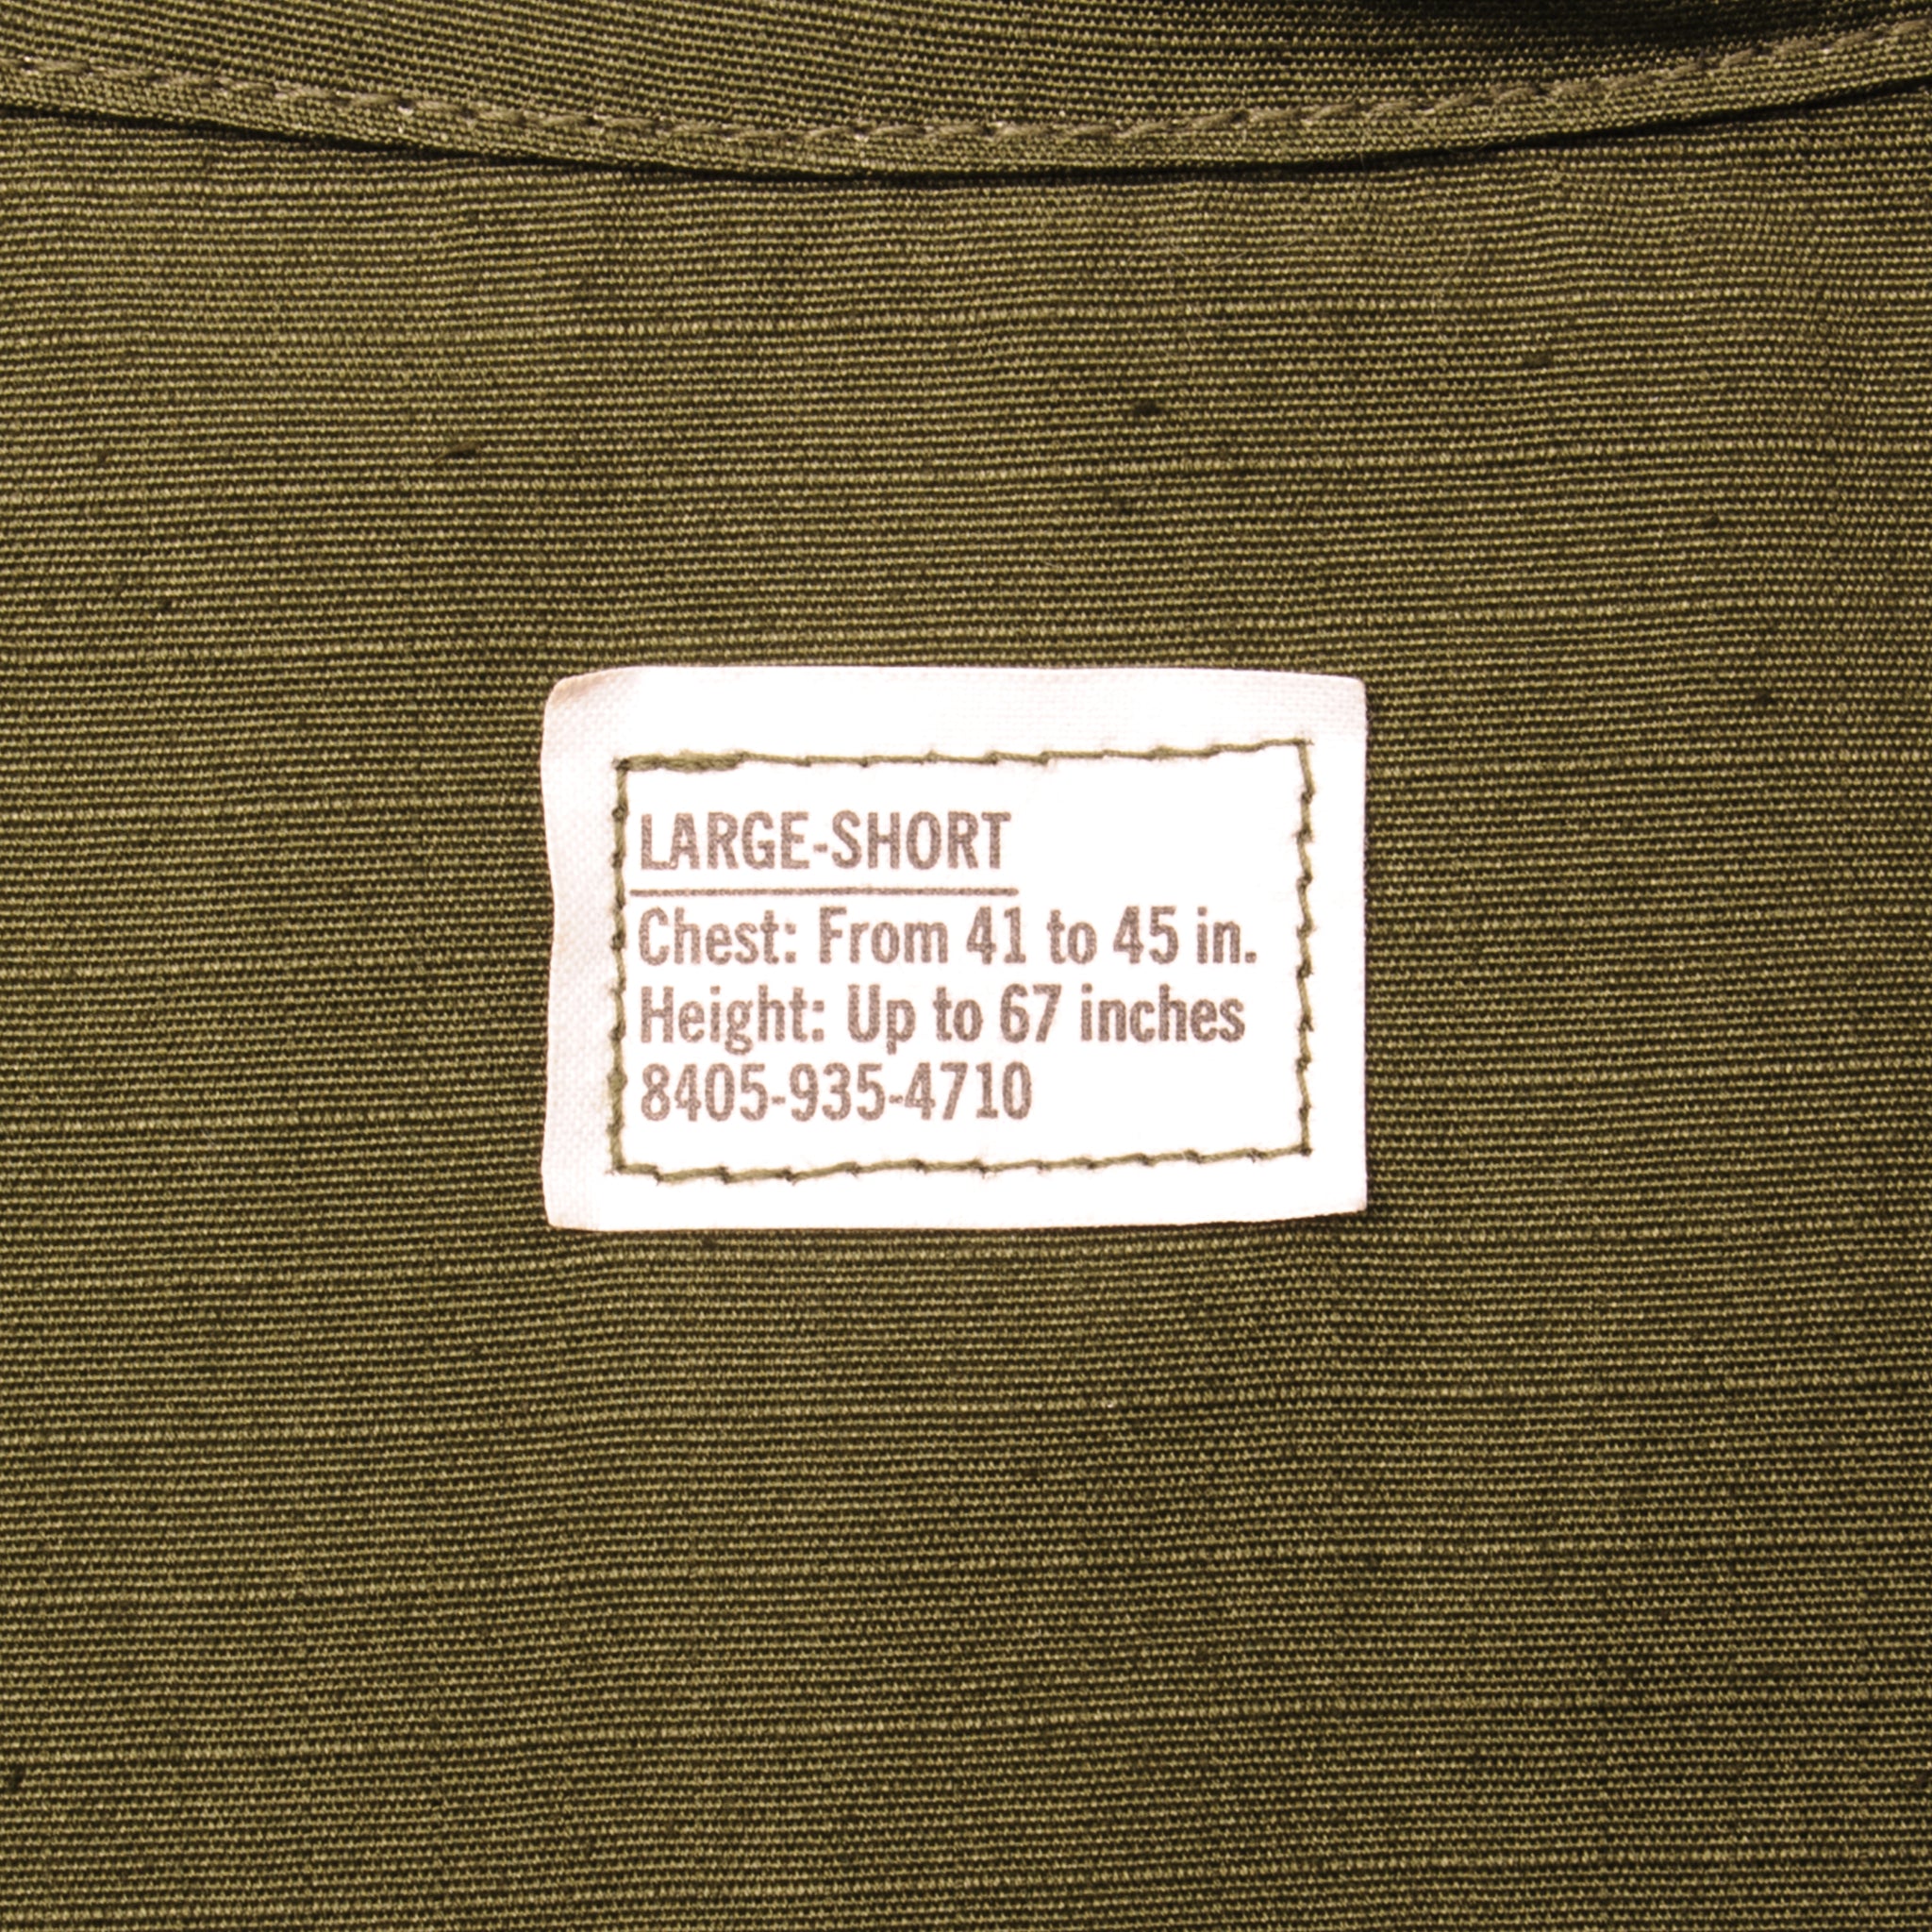 LARGE-SHORT
Chest: From 41 to 45 in.
Height: Up to 67 inches
8405-935-4710